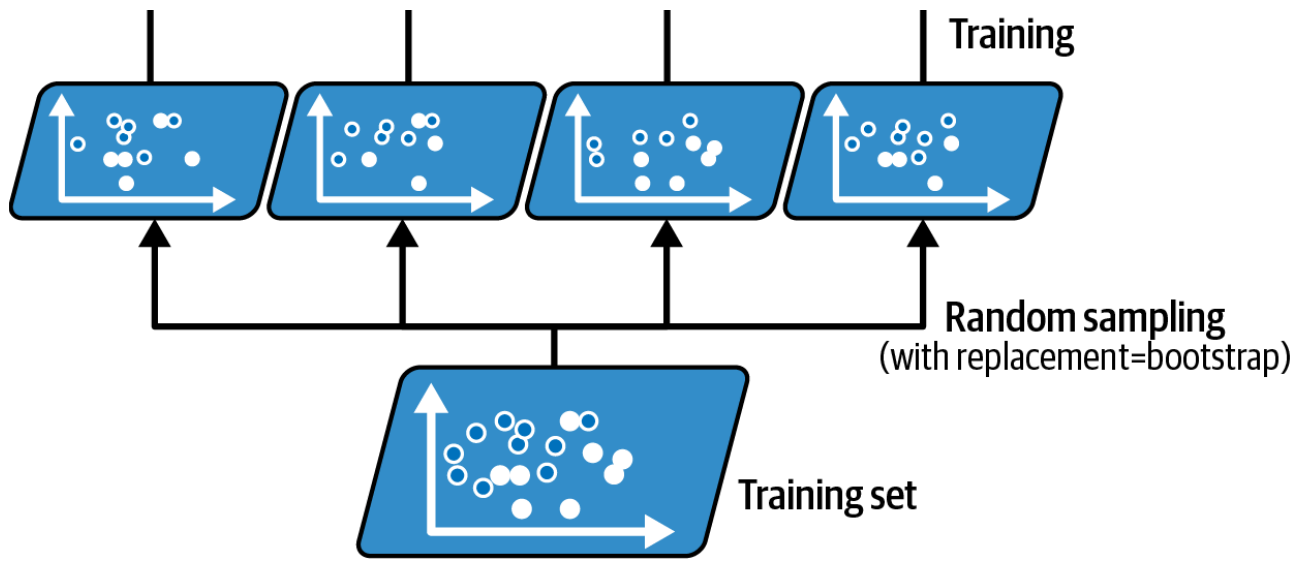 Training
Random sampling
(with replacement=bootstrap)
Training set